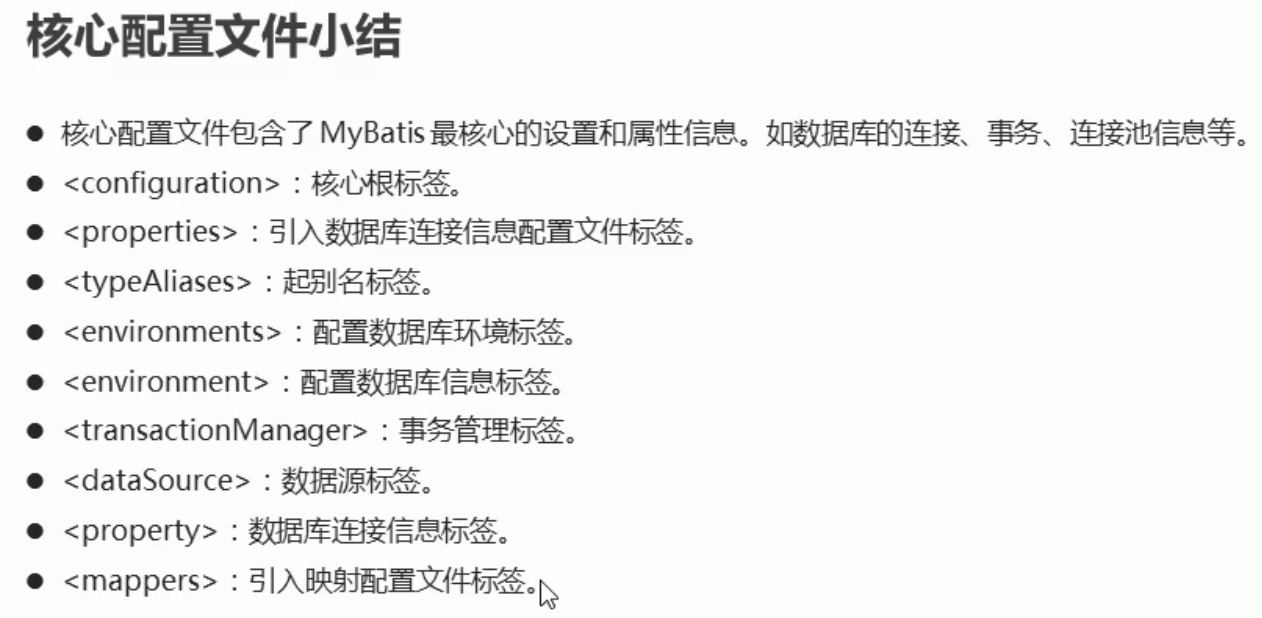 核心配置文件小结
● 核心配置文件包含了 MyBatis 最核心的设置和属性信息。如数据库的连接、事务、连接池信息等。
● <configuration>：核心根标签。
● <properties>：引入数据库连接信息配置文件标签。
● <typeAliases>：起别名标签。
● <environments>：配置数据库环境标签。
● <environment>：配置数据库信息标签。
● <transactionManager>：事务管理标签。
● <dataSource>：数据源标签。
● <property>：数据库连接信息标签。
● <mappers>：引入映射配置文件标签。